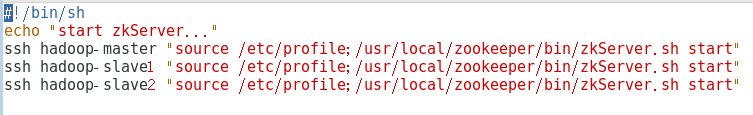 #!/bin/sh
echo "start zkServer..."
ssh hadoop-master "source /etc/profile;/usr/local/zookeeper/bin/zkServer.sh start"
ssh hadoop-slave1 "source /etc/profile;/usr/local/zookeeper/bin/zkServer.sh start"
ssh hadoop-slave2 "source /etc/profile;/usr/local/zookeeper/bin/zkServer.sh start"